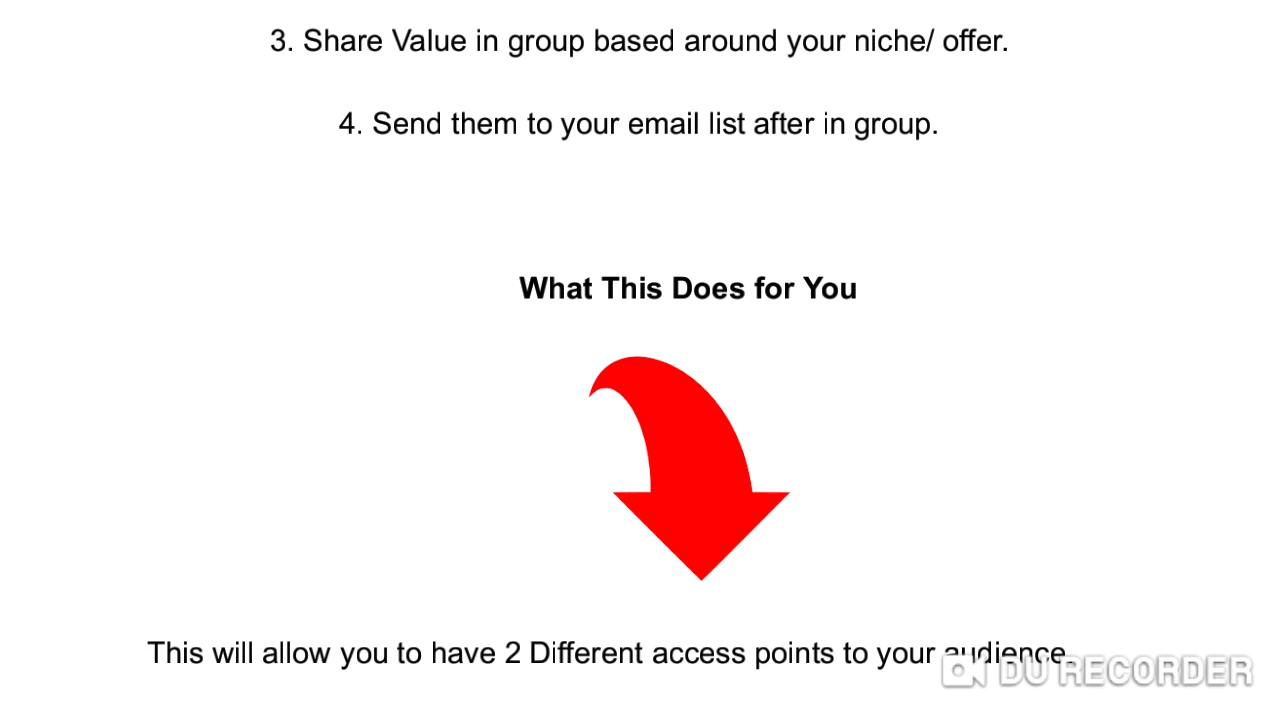 3. Share Value in group based around your niche/ offer.
4. Send them to your email list after in group.
What This Does for You
This will allow you to have 2 Different access points to your audience.
DU RECORDER